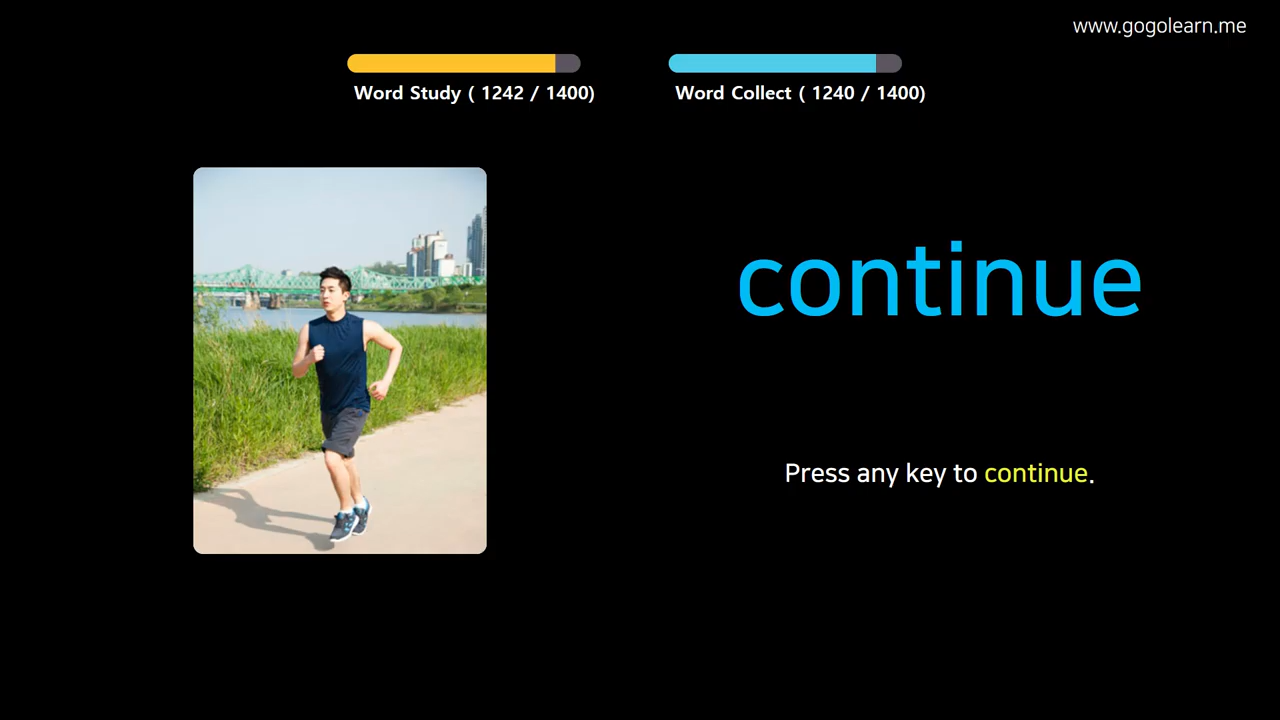 www.gogolearn.me
Word Study ( 1242 / 1400)
Word Collect ( 1240 / 1400)
continue
Press any key to continue.